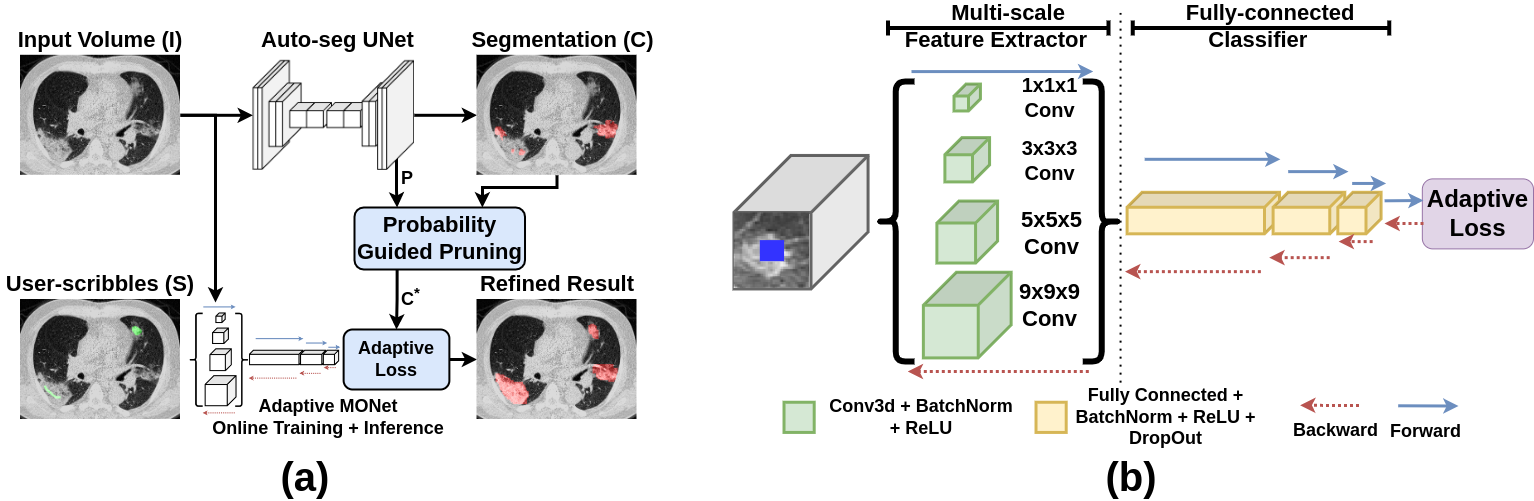 Input Volume (I)
Auto-seg UNet
Segmentation (C)
P
Probability
Guided Pruning
User-scribbles (S)
C*
Refined Result
Adaptive
Loss
Adaptive MONet
Online Training + Inference
(a)
Multi-scale
Feature Extractor
Fully-connected
Classifier
1x1x1
Conv
3x3x3
Conv
5x5x5
Conv
9x9x9
Conv
Adaptive
Loss
Conv3d + BatchNorm
+ ReLU
Fully Connected +
BatchNorm + ReLU +
DropOut
Backward
Forward
(b)